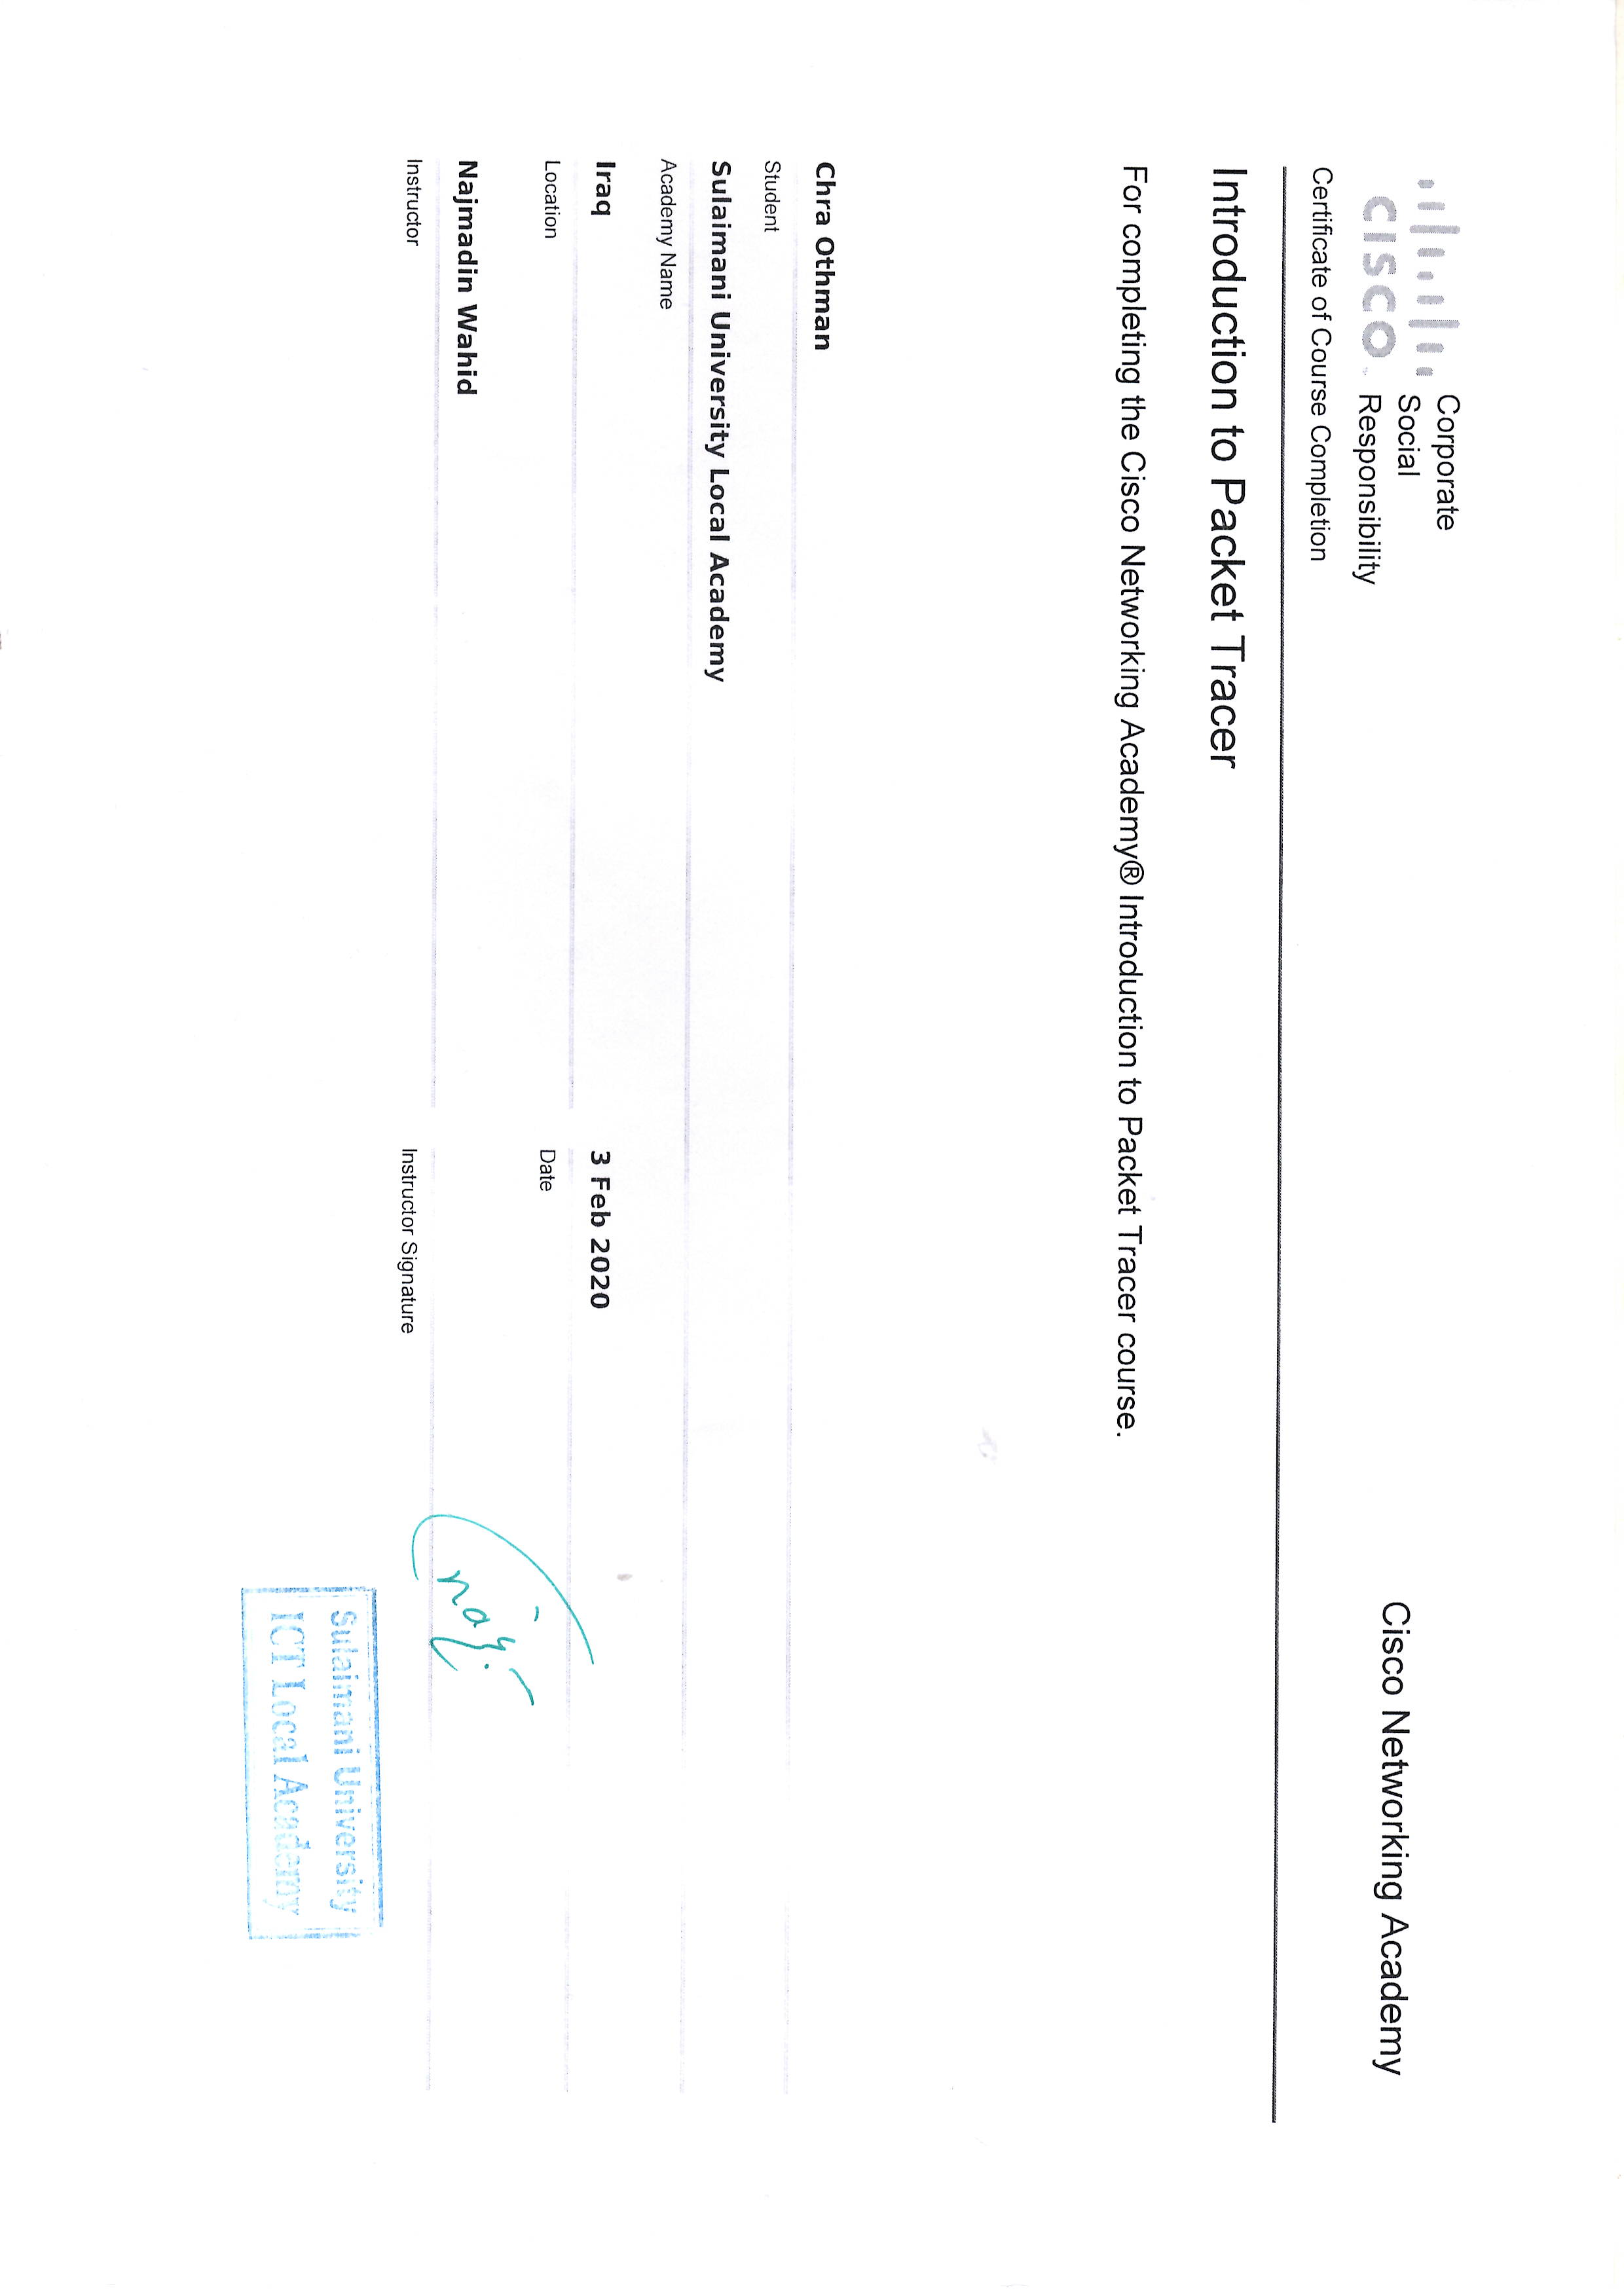 Corporate
Social
Responsibility
CISCO
Cisco Networking Academy
Certificate of Course Completion
Introduction to Packet Tracer
For completing the Cisco Networking Academy® Introduction to Packet Tracer course.
Chra Othman
Student
Sulaimani University Local Academy
Academy Name
Iraq
3 Feb 2020
Location
Date
Najmadin Wahid
Instructor
Instructor Signature
Sulaimani University
ICT Local Academy